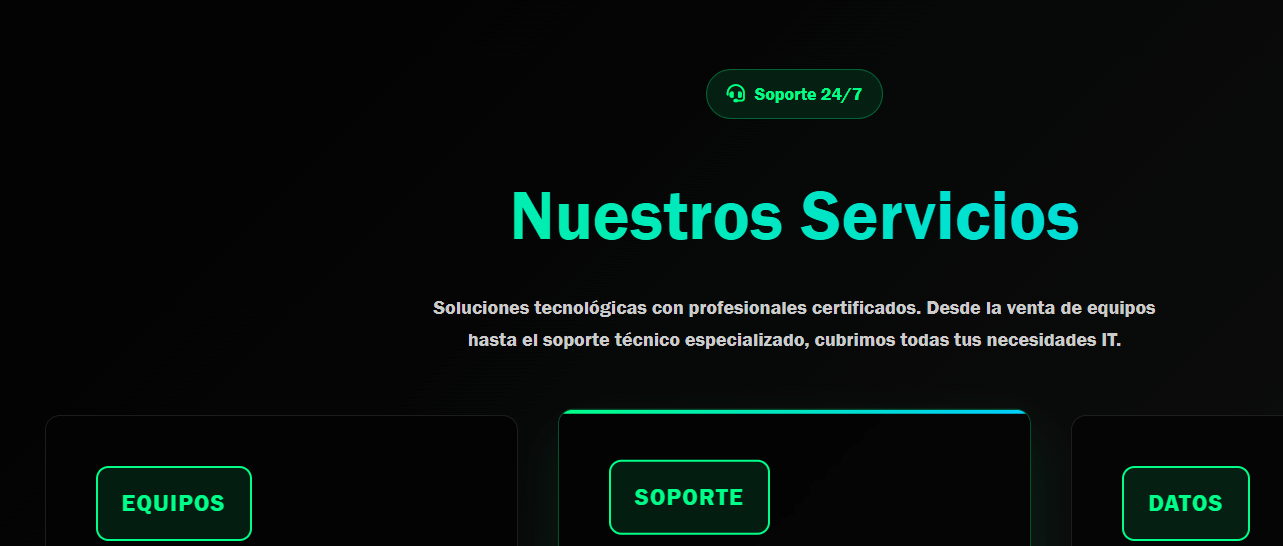 Soporte 24/7
Nuestros Servicios
Soluciones tecnológicas con profesionales certificados. Desde la venta de equipos
hasta el soporte técnico especializado, cubrimos todas tus necesidades IT.
EQUIPOS
SOPORTE
DATOS